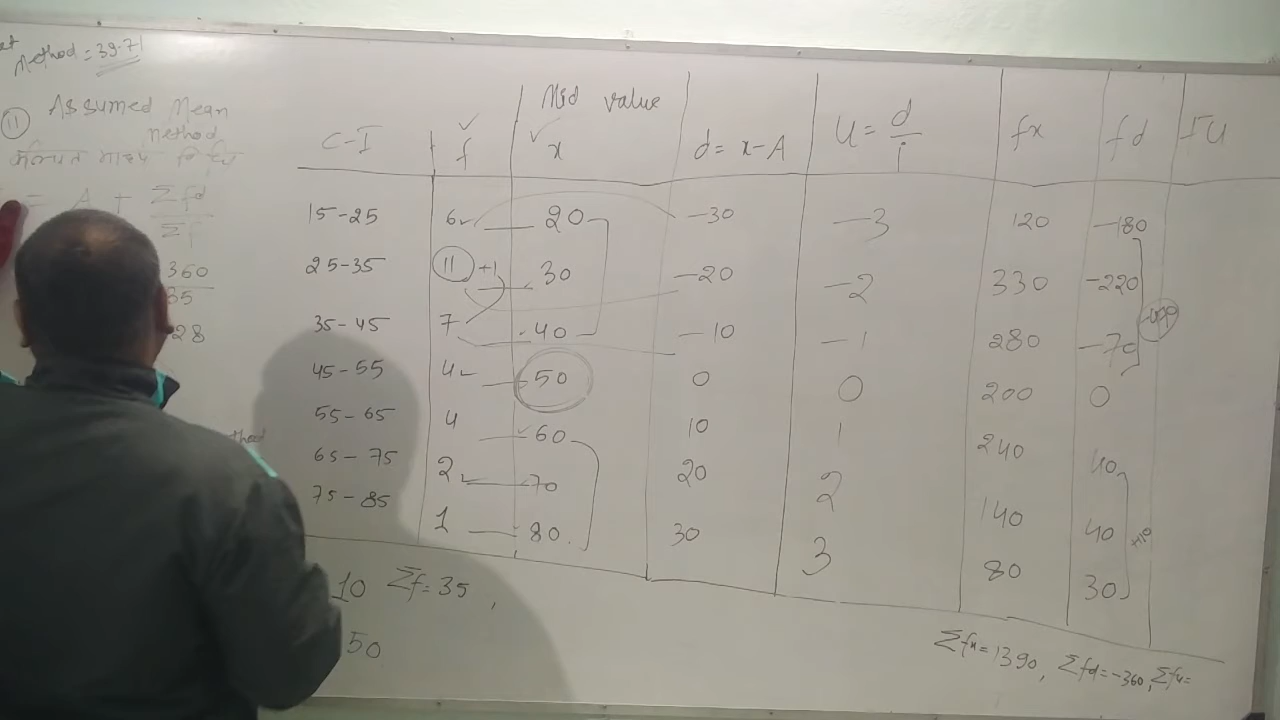 Method = 39.71
II Assumed Mean
method
= A + Σfd
Σf
360
35
28
C-I f Mid value x d = x-A U = d/i fx fd FU
15-25 6 20 -30 -3 120 -180
25-35 11 +1 30 -20 -2 330 -220
35-45 7 40 -10 -1 280 -70
45-55 4 50 0 0 200 0
55-65 4 60 10 1 240 40
65-75 2 70 20 2 140 40
75-85 1 80 30 3 80 30
10 Σf = 35,
50
Σfx = 1390, Σfd = -360, Σfu =